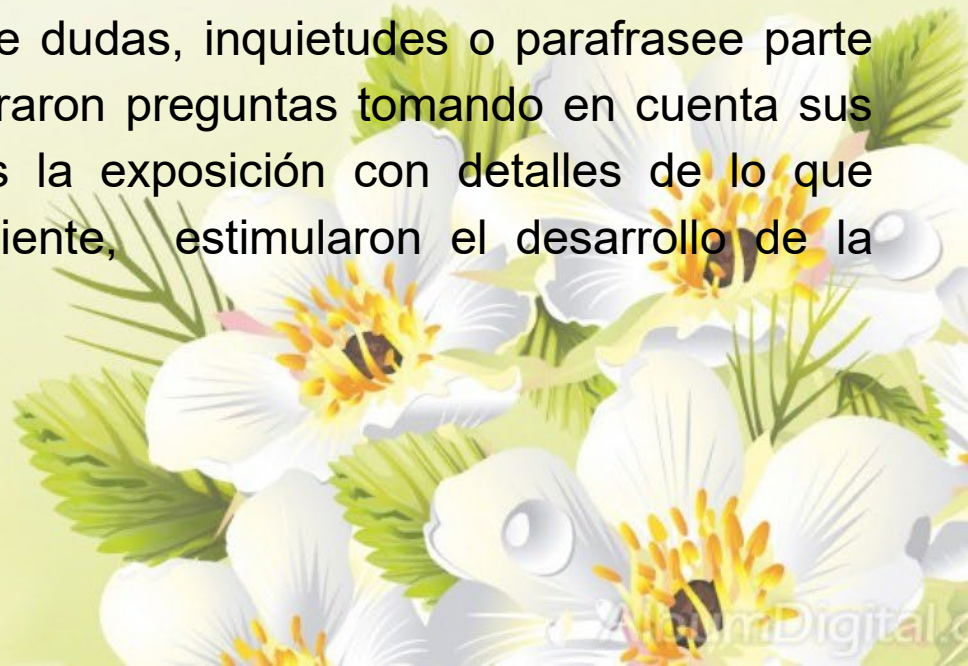 e dudas, inquietudes o parafrasee parte
raron preguntas tomando en cuenta sus
s la exposición con detalles de lo que
iente, estimularon el desarrollo de la
AlbumDigital.c